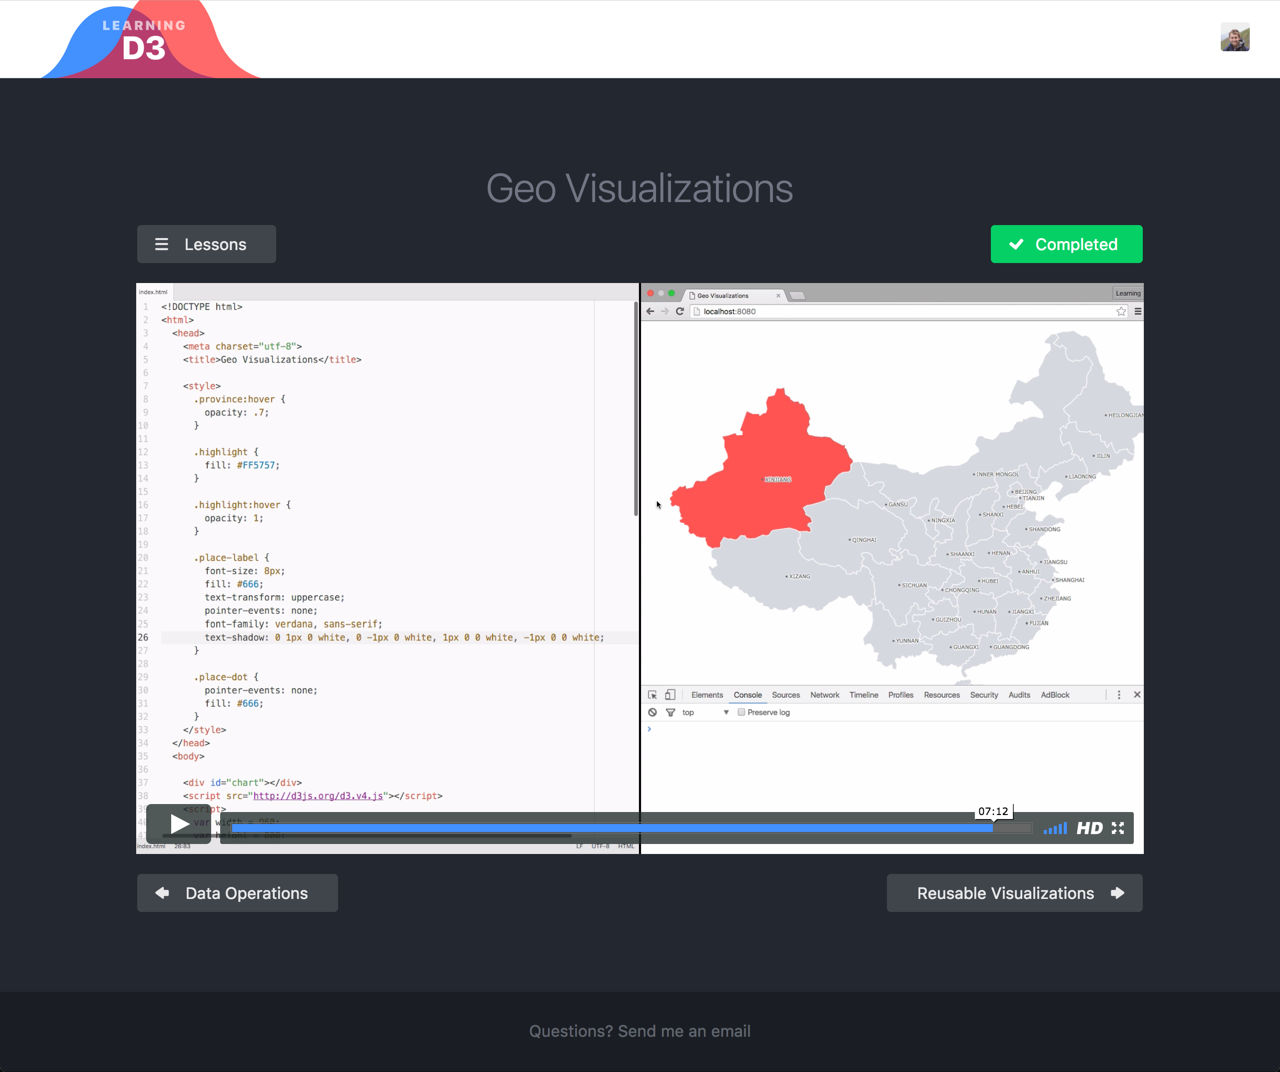 LEARNING
D3
Geo Visualizations
Lessons
Completed
index.html
1 <!DOCTYPE html>
2 <html>
3 <head>
4 <meta charset="utf-8">
5 <title>Geo Visualizations</title>
6
7 <style>
8 .province:hover {
9 opacity: .7;
10 }
11
12 .highlight {
13 fill: #FF5757;
14 }
15
16 .highlight:hover {
17 opacity: 1;
18 }
19
20 .place-label {
21 font-size: 8px;
22 fill: #666;
23 text-transform: uppercase;
24 pointer-events: none;
25 font-family: verdana, sans-serif;
26 text-shadow: 0 1px 0 white, 0 -1px 0 white, 1px 0 0 white, -1px 0 0 white;
27 }
28
29 .place-dot {
30 pointer-events: none;
31 fill: #666;
32 }
33 </style>
34 </head>
35 <body>
36
37 <div id="chart"></div>
38 <script src="http://d3js.org/d3.v4.js"></script>
39 <script>
index.html 26:83 LF UTF-8 HTML
Geo Visualizations
Learning
localhost:8080
HEILONGJIAN
JILIN
LIAONING
INNER MONGOL
XINJIANG
BEIJING
TIANJIN
GANSU
HEBEI
SHANXI
NINGXIA
SHANDONG
QINGHAI
SHAANXI
HENAN
JIANGSU
ANHUI
XIZANG
SHANGHAI
SICHUAN
HUBEI
CHONGQING
ZHEJIANG
HUNAN
JIANGXI
GUIZHOU
FUJIAN
YUNNAN
GUANGXI
GUANGDONG
Elements Console Sources Network Timeline Profiles Resources Security Audits AdBlock
top Preserve log
07:12
HD
Data Operations
Reusable Visualizations
Questions? Send me an email